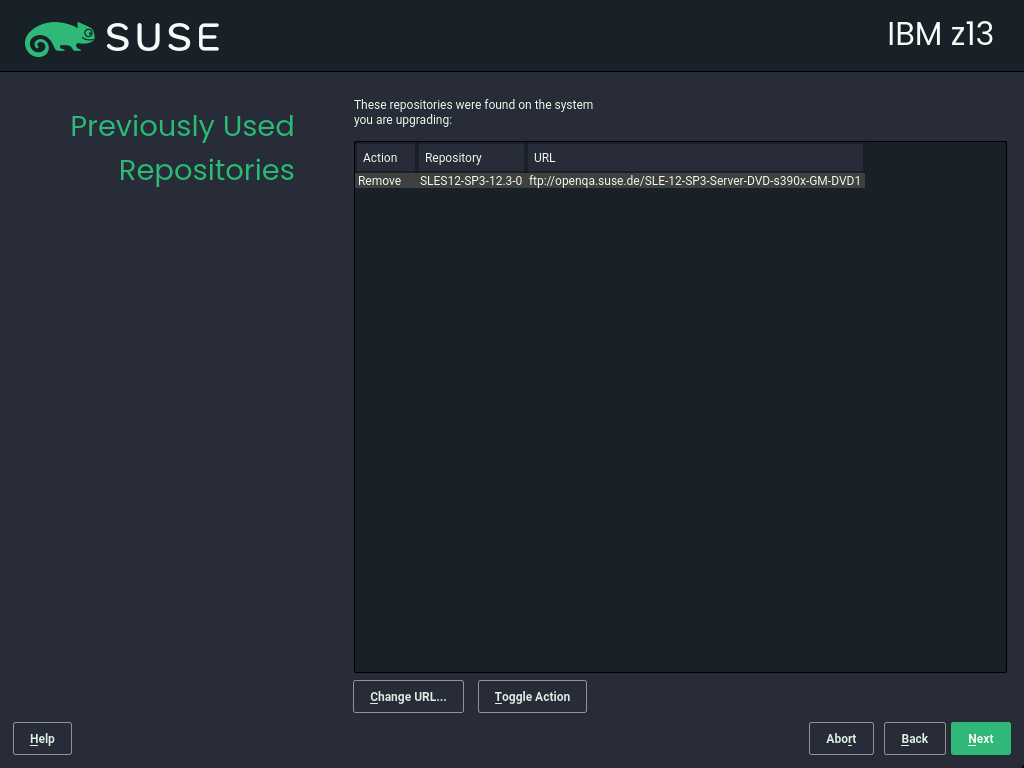 SUSE
IBM z13
Previously Used
Repositories
These repositories were found on the system
you are upgrading:
Action Repository URL
Remove SLES12-SP3-12.3-0 ftp://openqa.suse.de/SLE-12-SP3-Server-DVD-s390x-GM-DVD1
Change URL... Toggle Action
Help Abort Back Next